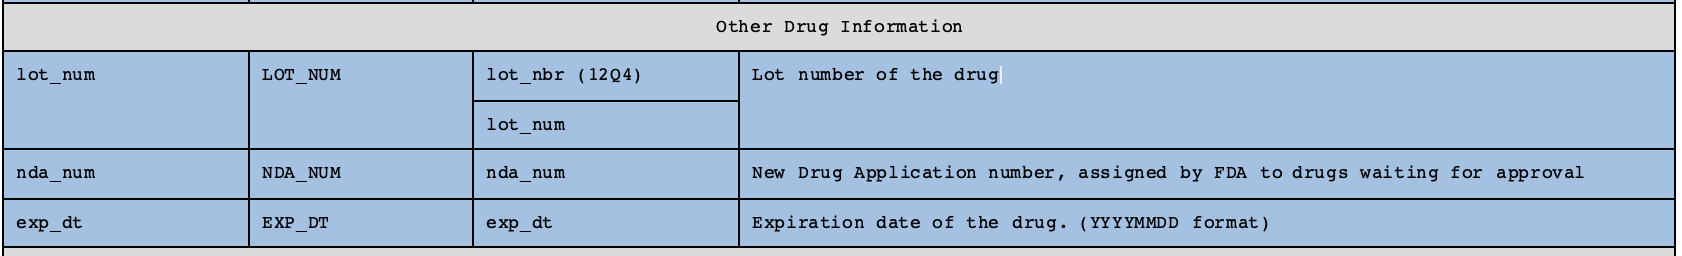 Other Drug Information
lot_num LOT_NUM lot_nbr (12Q4) Lot number of the drug
lot_num
nda_num NDA_NUM nda_num New Drug Application number, assigned by FDA to drugs waiting for approval
exp_dt EXP_DT exp_dt Expiration date of the drug. (YYYYMMDD format)